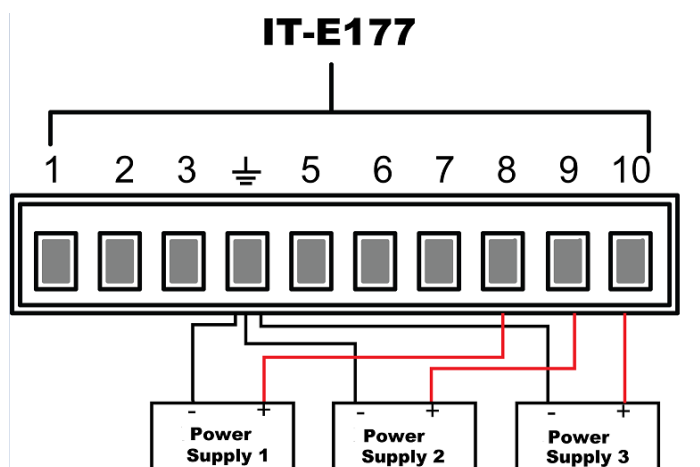 IT-E177
1 2 3 5 6 7 8 9 10
- + - + - +
Power Power Power
Supply 1 Supply 2 Supply 3